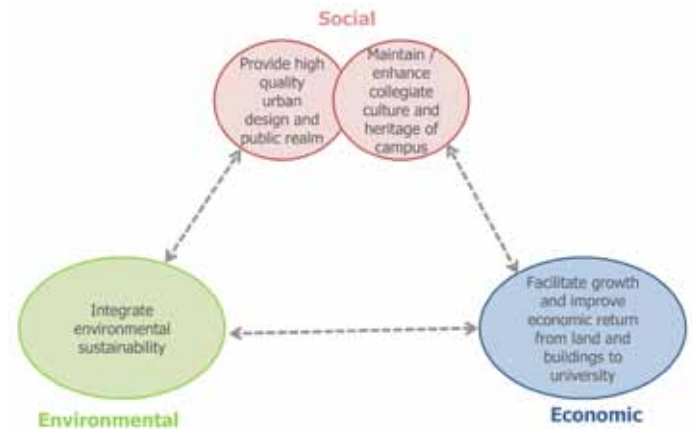 Social
Provide high
quality
urban
design and
public realm
Maintain /
enhance
collegiate
culture and
heritage of
campus
Integrate
environmental
sustainability
Environmental
Facilitate growth
and improve
economic return
from land and
buildings to
university
Economic